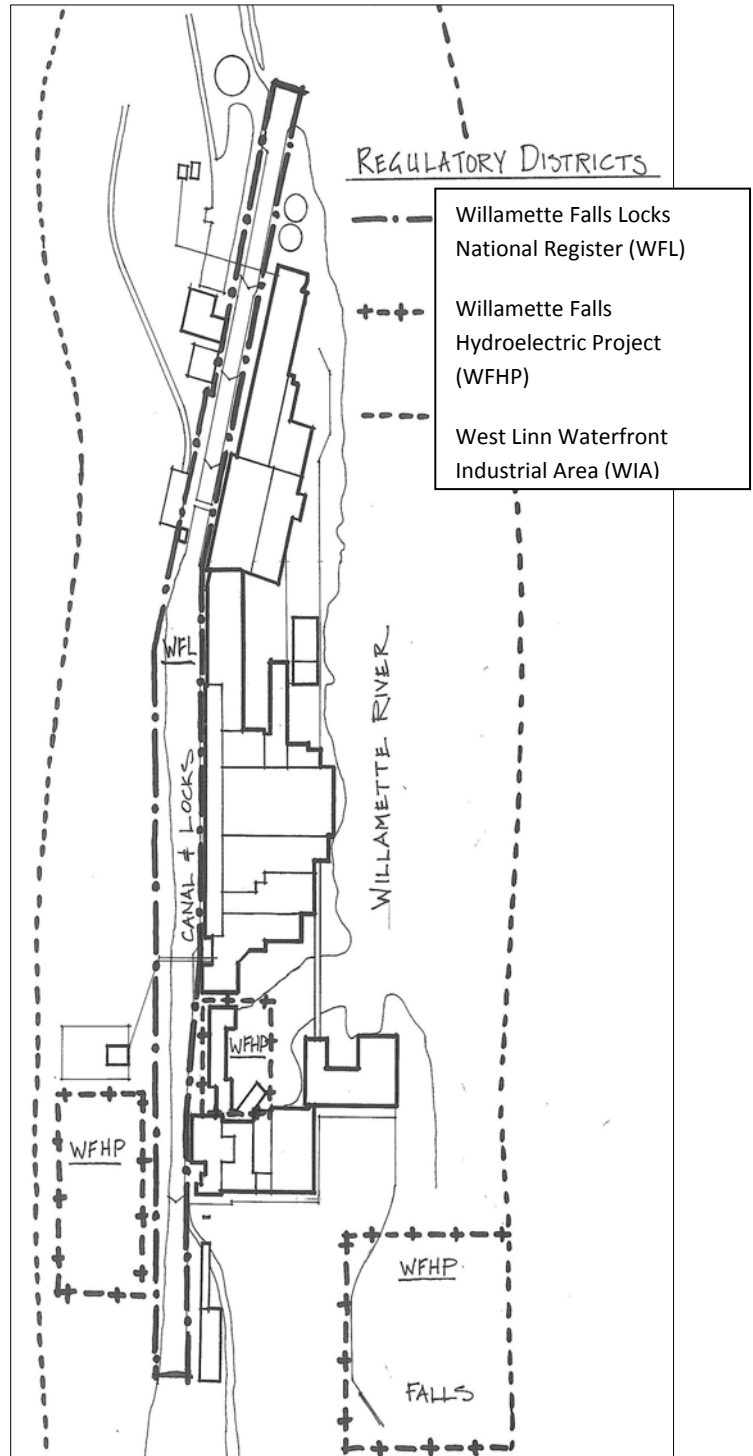 REGULATORY DISTRICTS
Willamette Falls Locks
National Register (WFL)
Willamette Falls
Hydroelectric Project
(WFHP)
West Linn Waterfront
Industrial Area (WIA)
WFL
CANAL & LOCKS
WILLAMETTE RIVER
WFHP
WFHP
WFHP
FALLS